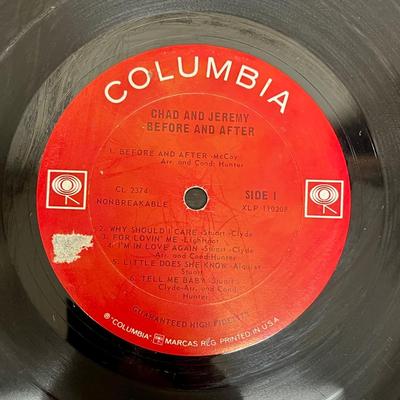 COLUMBIA
CHAD AND JEREMY
BEFORE AND AFTER
1. BEFORE AND AFTER -McCoy
Arr. and Cond: Hunter
CL 2374
NONBREAKABLE
SIDE 1
XLP 110208
2. WHY SHOULD I CARE -Stuart -Clyde
3. FOR LOVIN' ME -Lightfoot
4. I'M IN LOVE AGAIN -Stuart -Clyde
Arr. and Cond: Hunter
5. LITTLE DOES SHE KNOW - Alquist
Stuart
6. TELL ME BABY - Stuart
Clyde-Arr. and Cond:
Hunter
GUARANTEED HIGH FIDELITY
® "COLUMBIA" MARCAS REG. PRINTED IN U.S.A.